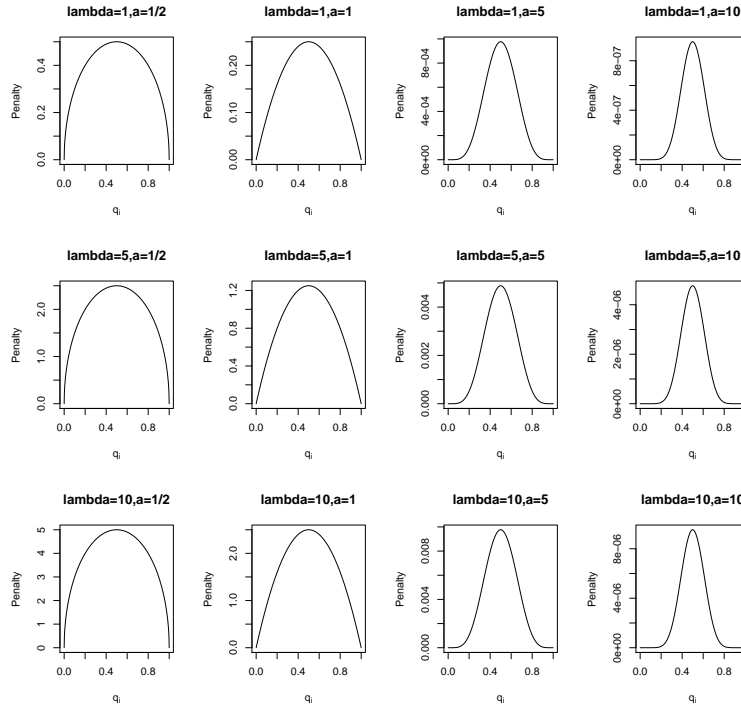 lambda=1,a=1/2
Penalty
0.0 0.2 0.4
0.0 0.4 0.8
q_i
lambda=1,a=1
Penalty
0.00 0.10 0.20
0.0 0.4 0.8
q_i
lambda=1,a=5
Penalty
0e+00 4e-04 8e-04
0.0 0.4 0.8
q_i
lambda=1,a=10
Penalty
0e+00 4e-07 8e-07
0.0 0.4 0.8
q_i
lambda=5,a=1/2
Penalty
0.0 1.0 2.0
0.0 0.4 0.8
q_i
lambda=5,a=1
Penalty
0.0 0.4 0.8 1.2
0.0 0.4 0.8
q_i
lambda=5,a=5
Penalty
0.000 0.002 0.004
0.0 0.4 0.8
q_i
lambda=5,a=10
Penalty
0e+00 2e-06 4e-06
0.0 0.4 0.8
q_i
lambda=10,a=1/2
Penalty
0 1 2 3 4 5
0.0 0.4 0.8
q_i
lambda=10,a=1
Penalty
0.0 1.0 2.0
0.0 0.4 0.8
q_i
lambda=10,a=5
Penalty
0.000 0.004 0.008
0.0 0.4 0.8
q_i
lambda=10,a=10
Penalty
0e+00 4e-06 8e-06
0.0 0.4 0.8
q_i